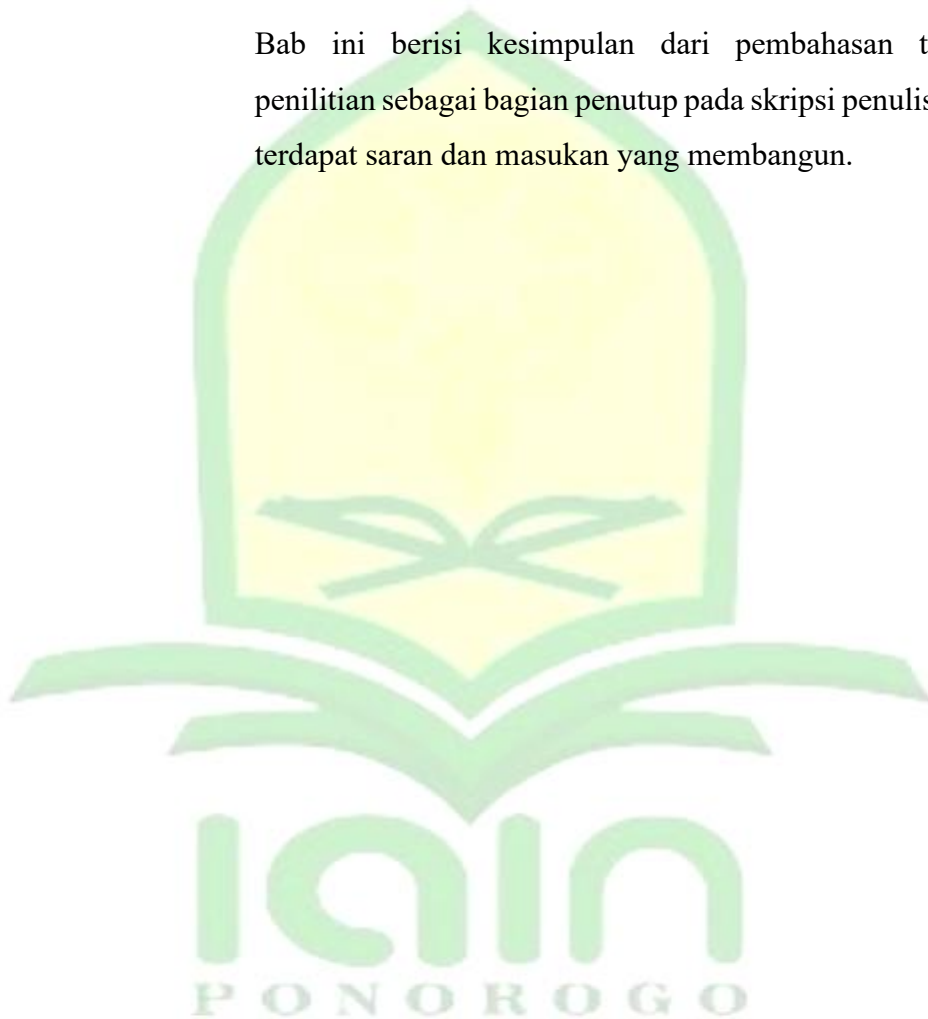 Bab ini berisi kesimpulan dari pembahasan
penilitian sebagai bagian penutup pada skripsi
terdapat saran dan masukan yang membangun.
iain
PONOROGO